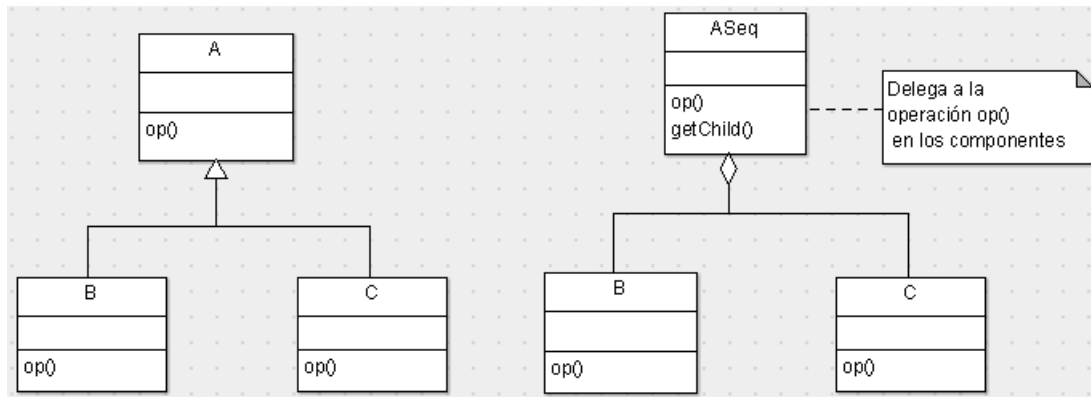 A
op()
B
op()
C
op()
ASeq
op()
getChild()
Delega a la
operación op()
en los componentes
B
op()
C
op()